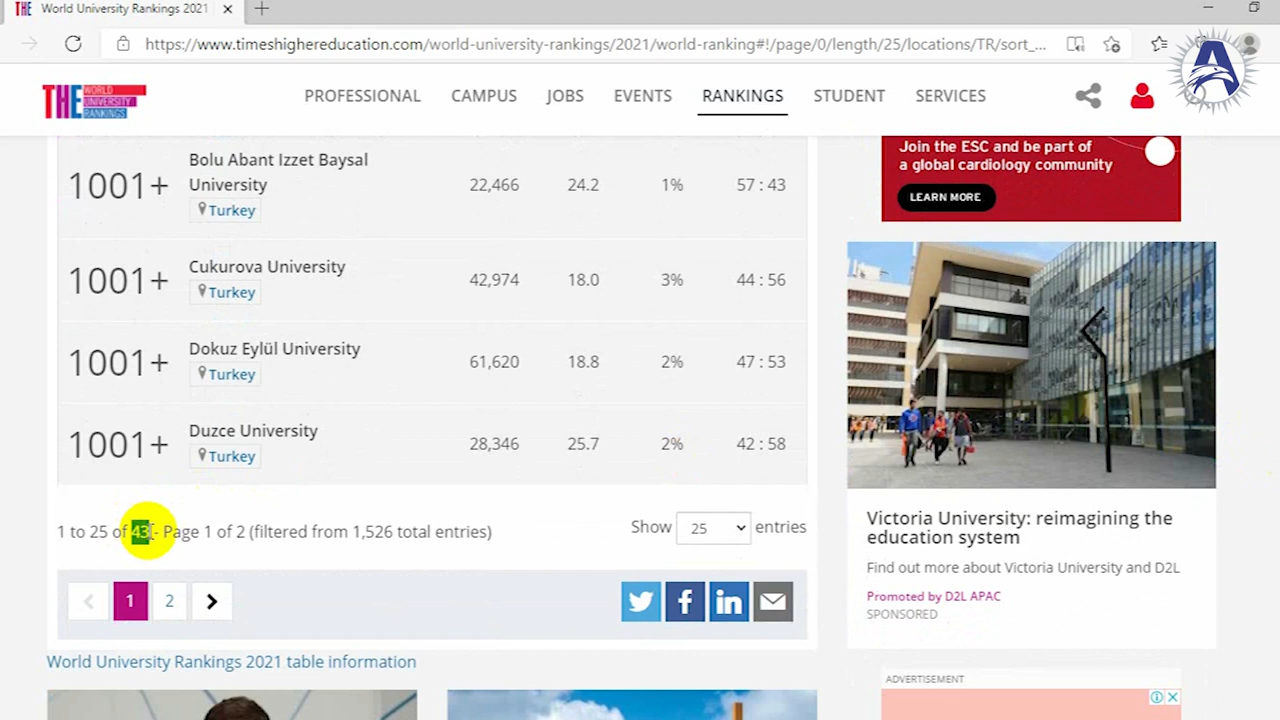 THE World University Rankings 2021
https://www.timeshighereducation.com/world-university-rankings/2021/world-ranking#!/page/0/length/25/locations/TR/sort_...
A
THE WORLD UNIVERSITY RANKINGS
PROFESSIONAL CAMPUS JOBS EVENTS RANKINGS STUDENT SERVICES
1001+ Bolu Abant Izzet Baysal University 22,466 24.2 1% 57 : 43
Turkey
1001+ Cukurova University 42,974 18.0 3% 44 : 56
Turkey
1001+ Dokuz Eylül University 61,620 18.8 2% 47 : 53
Turkey
1001+ Duzce University 28,346 25.7 2% 42 : 58
Turkey
1 to 25 of 43 - Page 1 of 2 (filtered from 1,526 total entries)
Show 25 entries
1 2
World University Rankings 2021 table information
Join the ESC and be part of
a global cardiology community
LEARN MORE
Victoria University: reimagining the
education system
Find out more about Victoria University and D2L
Promoted by D2L APAC
SPONSORED
ADVERTISEMENT